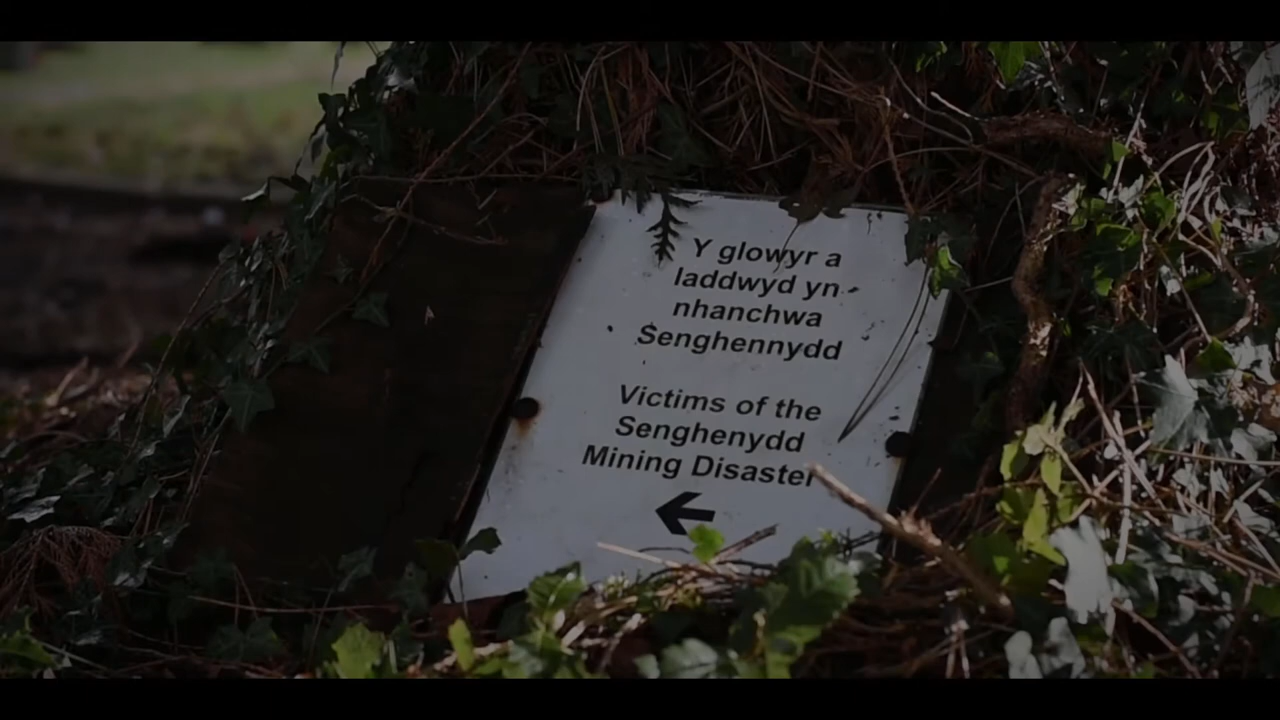 Y glowyr a
laddwyd yn
nhanchwa
Senghennydd
Victims of the
Senghenydd
Mining Disaster